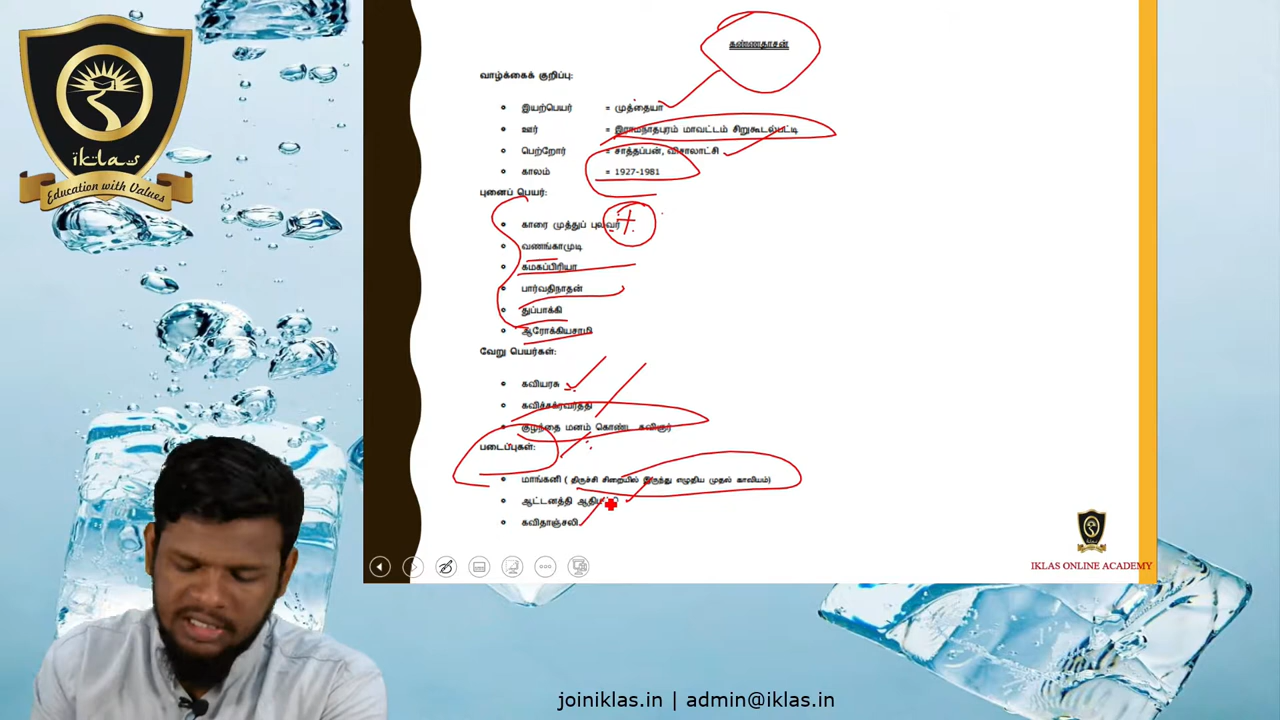 iklas
Education with Values
கண்ணதாசன்
வாழ்க்கைக் குறிப்பு:
இயற்பெயர் = முத்தையா
ஊர் = இராமநாதபுரம் மாவட்டம் சிறுகூடல்பட்டி
பெற்றோர் = சாத்தப்பன், விசாலாட்சி
காலம் = 1927-1981
புனைப் பெயர்:
காரை முத்துப் புலவர்
வணங்காமுடி
கமகப்பிரியா
பார்வதிநாதன்
துப்பாக்கி
ஆரோக்கியசாமி
வேறு பெயர்கள்:
கவியரசு
கவிச்சக்ரவர்த்தி
குழந்தை மனம் கொண்ட கவிஞர்
படைப்புகள்:
மாங்கனி ( திருச்சி சிறையில் இருந்து எழுதிய முதல் காவியம்)
ஆட்டனத்தி
கவிதாஞ்சலி
IKLAS ONLINE ACADEMY
joiniklas.in | admin@iklas.in